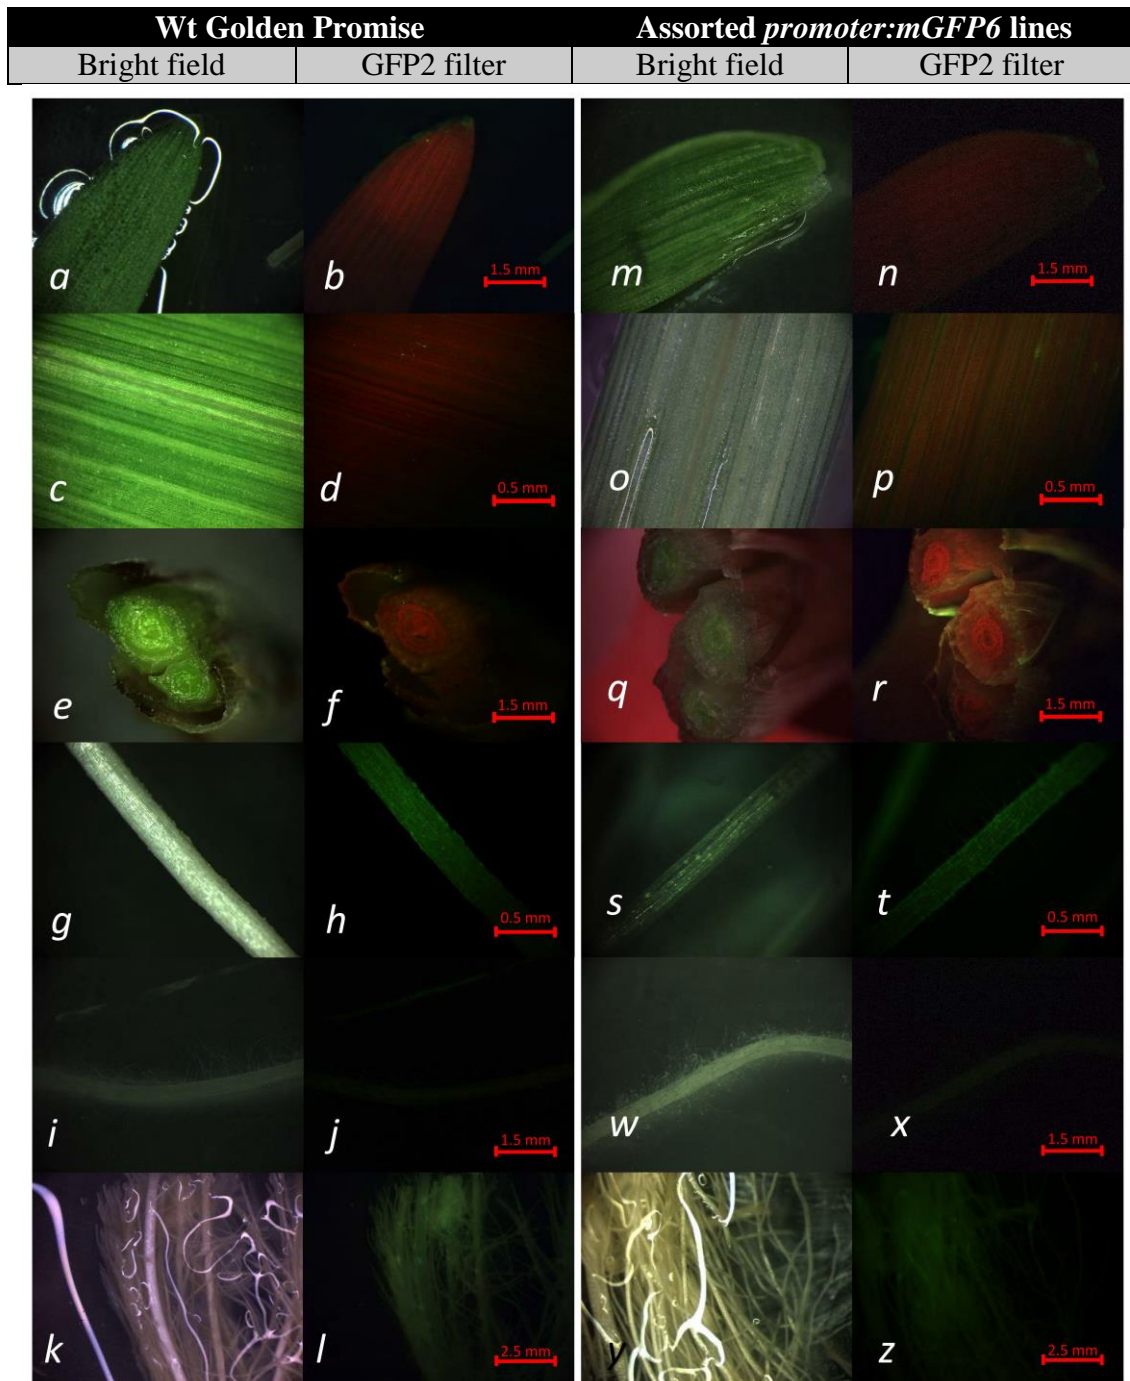 Wt Golden Promise Assorted promoter:mGFP6 lines
Bright field GFP2 filter Bright field GFP2 filter
a b 1.5 mm m n 1.5 mm
c d 0.5 mm o p 0.5 mm
e f 1.5 mm q r 1.5 mm
g h 0.5 mm s t 0.5 mm
i j 1.5 mm w x 1.5 mm
k l 2.5 mm y z 2.5 mm